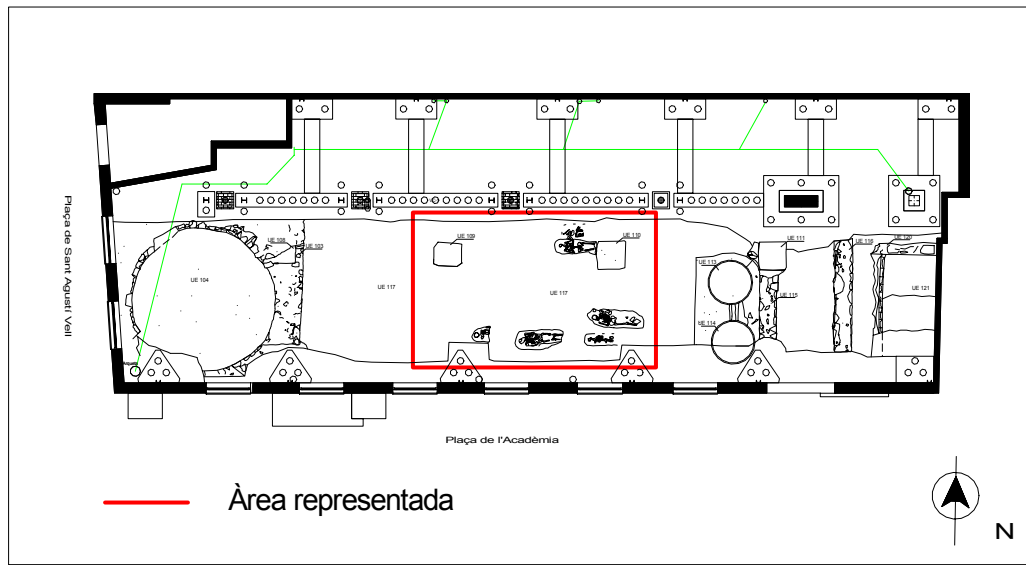 UE 109
UE 110
UE 108
UE 103
UE 111
UE 116
UE 120
UE 113
UE 104
UE 117
UE 117
UE 115
UE 121
UE 114
Plaça de Sant Agustí Vell
Plaça de l'Acadèmia
Àrea representada
N